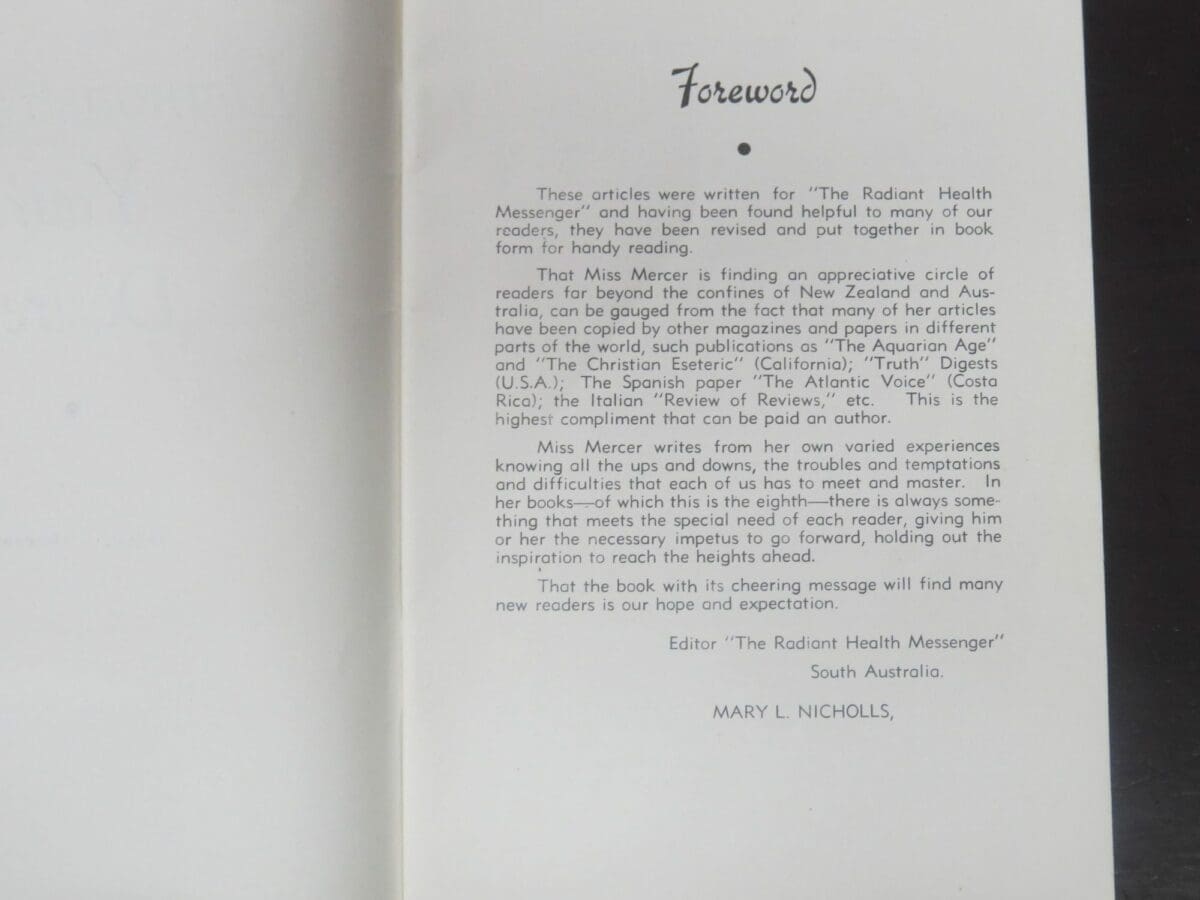 Foreword
These articles were written for "The Radiant Health
Messenger" and having been found helpful to many of our
readers, they have been revised and put together in book
form for handy reading.
That Miss Mercer is finding an appreciative circle of
readers far beyond the confines of New Zealand and Aus-
tralia, can be gauged from the fact that many of her articles
have been copied by other magazines and papers in different
parts of the world, such publications as "The Aquarian Age"
and "The Christian Eseteric" (California); "Truth" Digests
(U.S.A.); The Spanish paper "The Atlantic Voice" (Costa
Rica); the Italian "Review of Reviews," etc. This is the
highest compliment that can be paid an author.
Miss Mercer writes from her own varied experiences
knowing all the ups and downs, the troubles and temptations
and difficulties that each of us has to meet and master. In
her books—of which this is the eighth—there is always some-
thing that meets the special need of each reader, giving him
or her the necessary impetus to go forward, holding out the
inspiration to reach the heights ahead.
That the book with its cheering message will find many
new readers is our hope and expectation.
Editor "The Radiant Health Messenger"
South Australia.
MARY L. NICHOLLS,